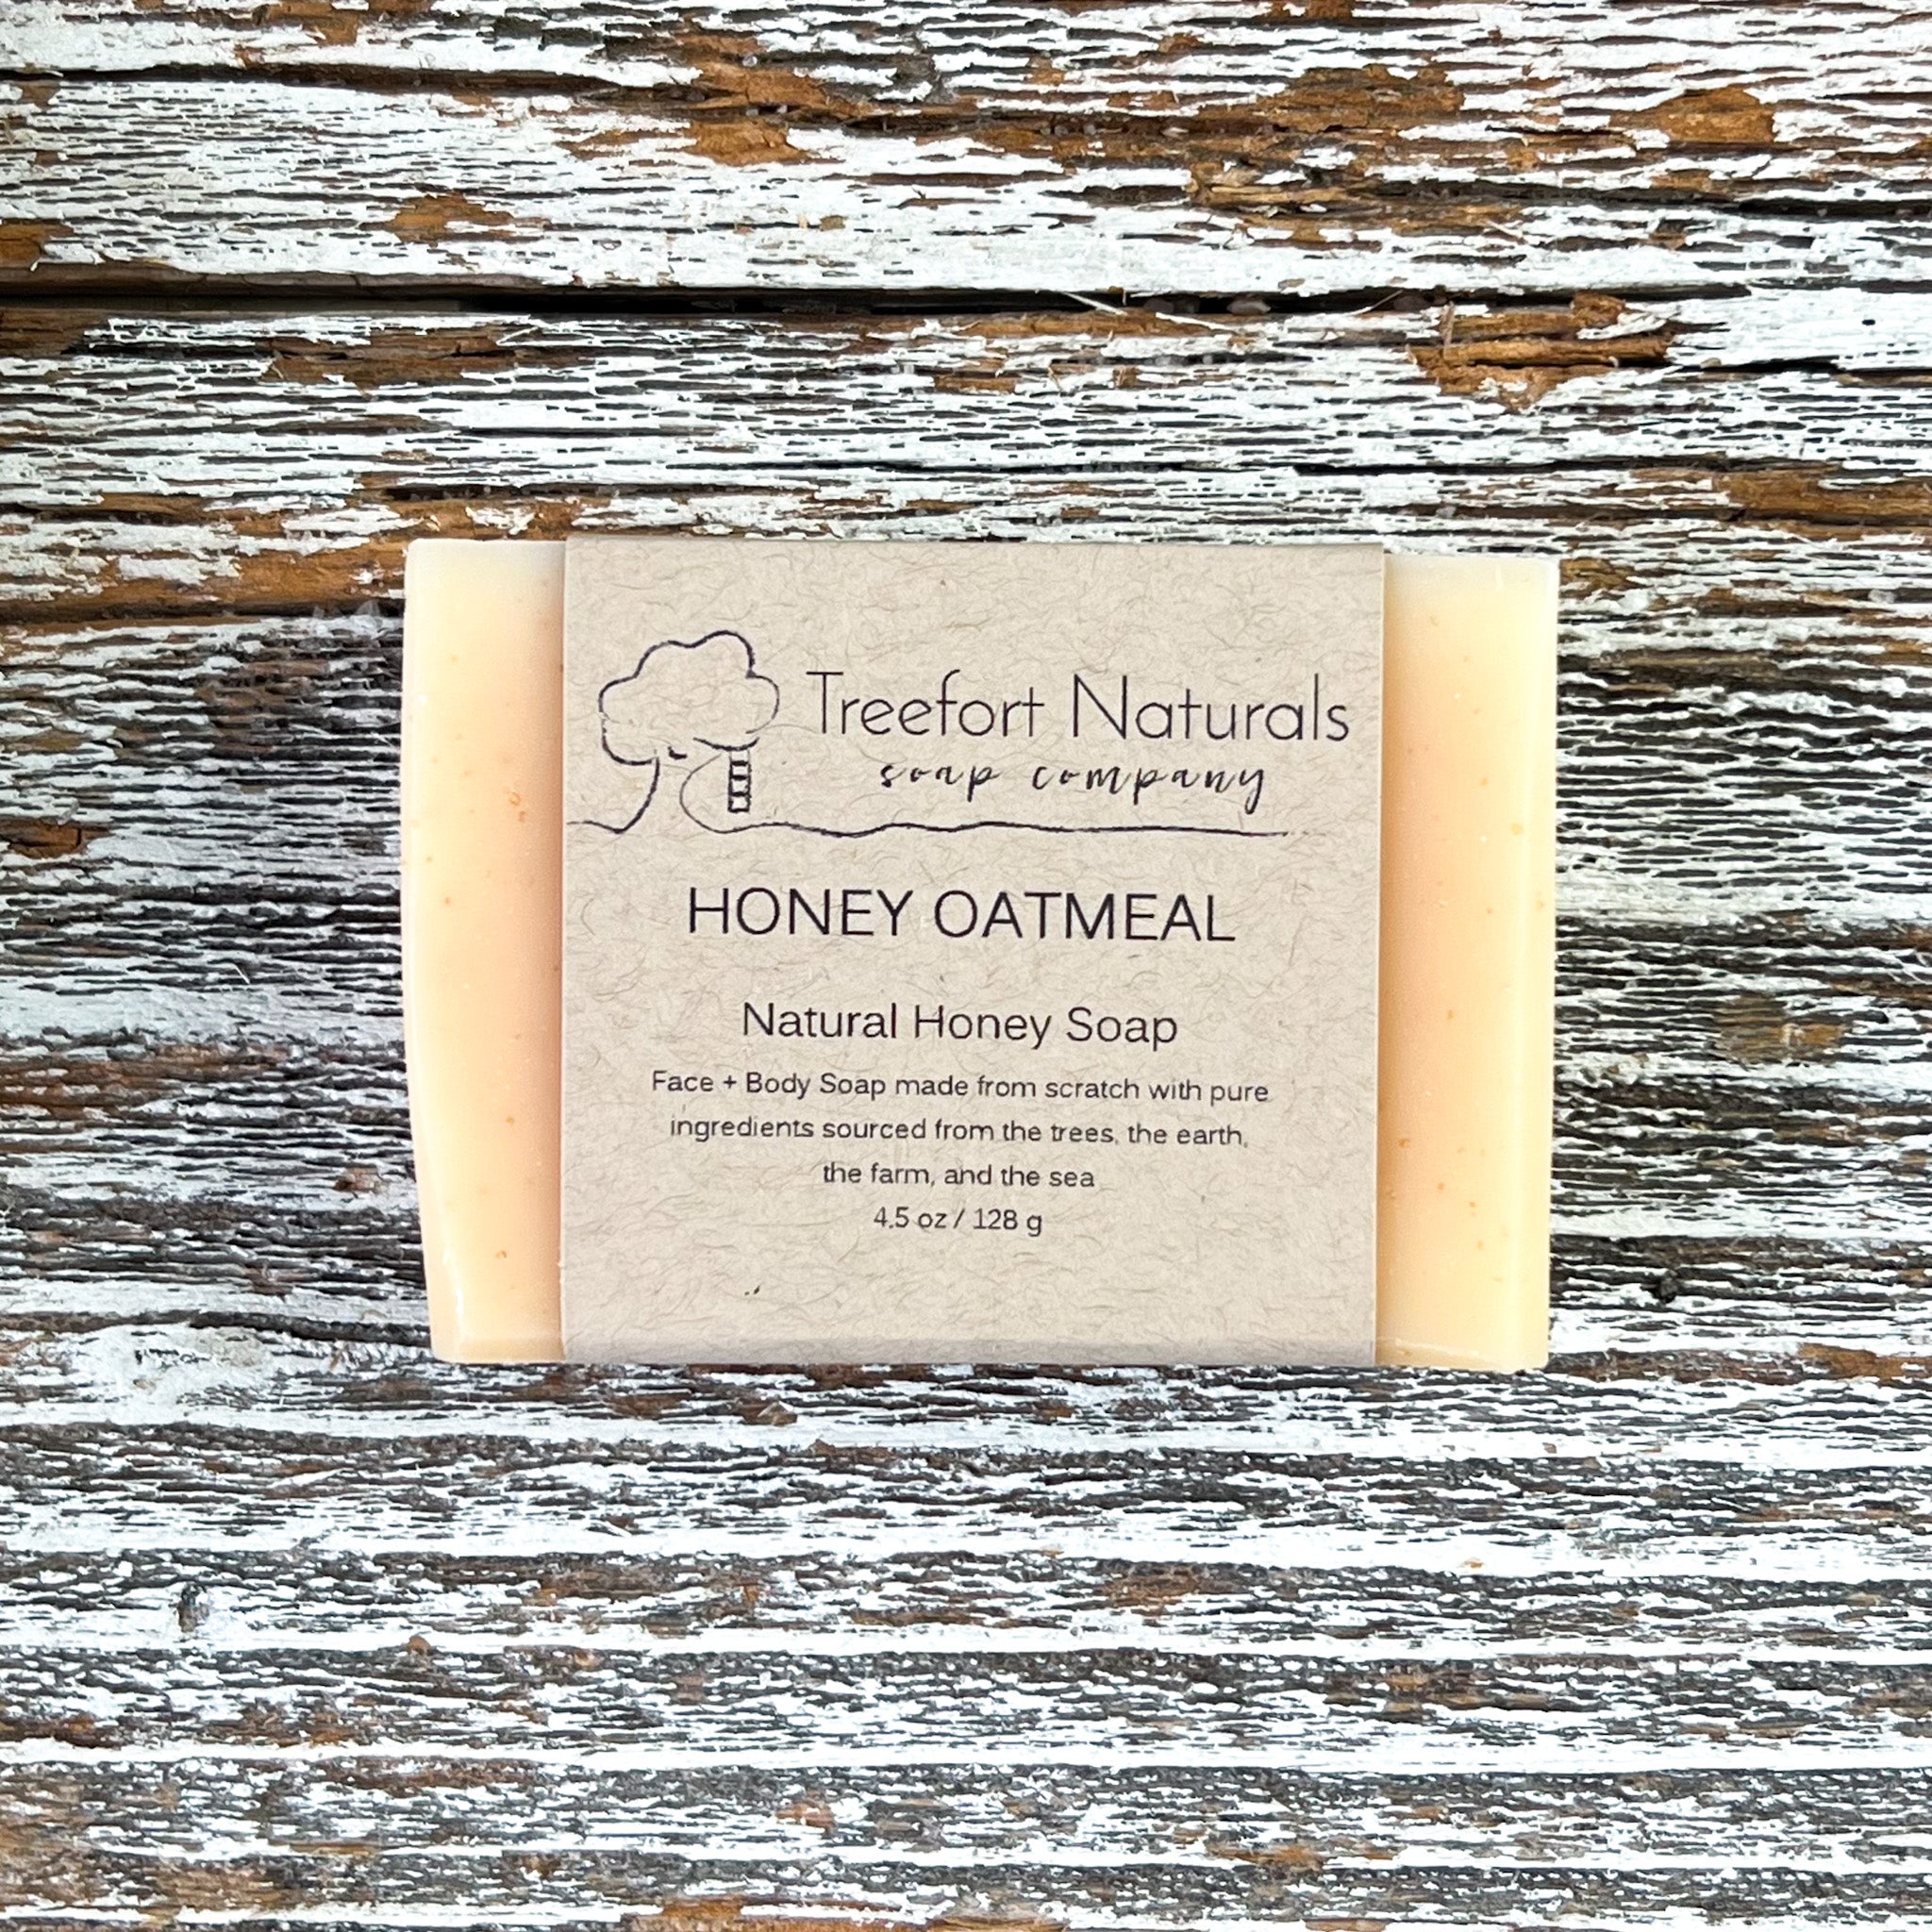 Treefort Naturals
soap company
HONEY OATMEAL
Natural Honey Soap
Face + Body Soap made from scratch with pure
ingredients sourced from the trees, the earth,
the farm, and the sea
4.5 oz / 128 g